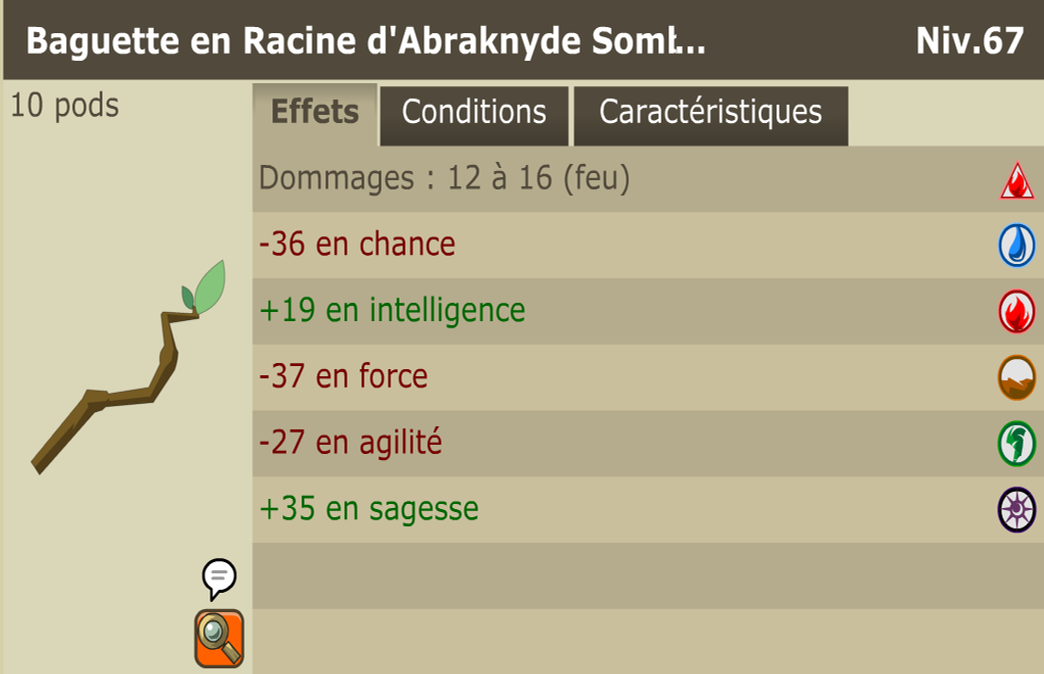 Baguette en Racine d'Abraknyde Somb...
Niv.67
10 pods
Effets
Conditions
Caractéristiques
Dommages : 12 à 16 (feu)
-36 en chance
+19 en intelligence
-37 en force
-27 en agilité
+35 en sagesse